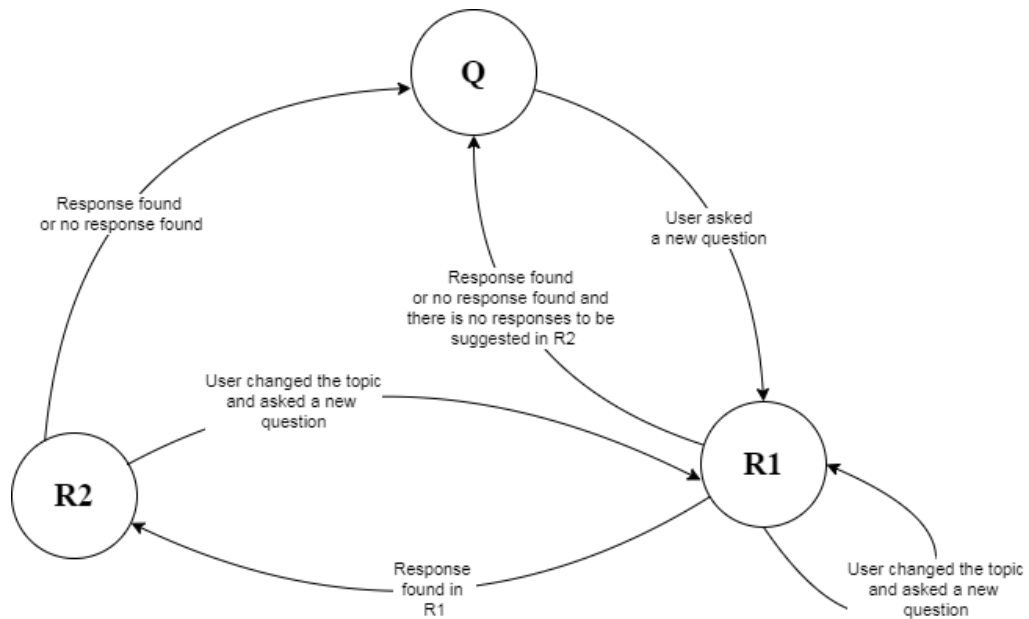 Q
Response found
or no response found
User asked
a new question
Response found
or no response found and
there is no responses to be
suggested in R2
User changed the topic
and asked a new
question
R1
R2
Response
found in
R1
User changed the topic
and asked a new
question